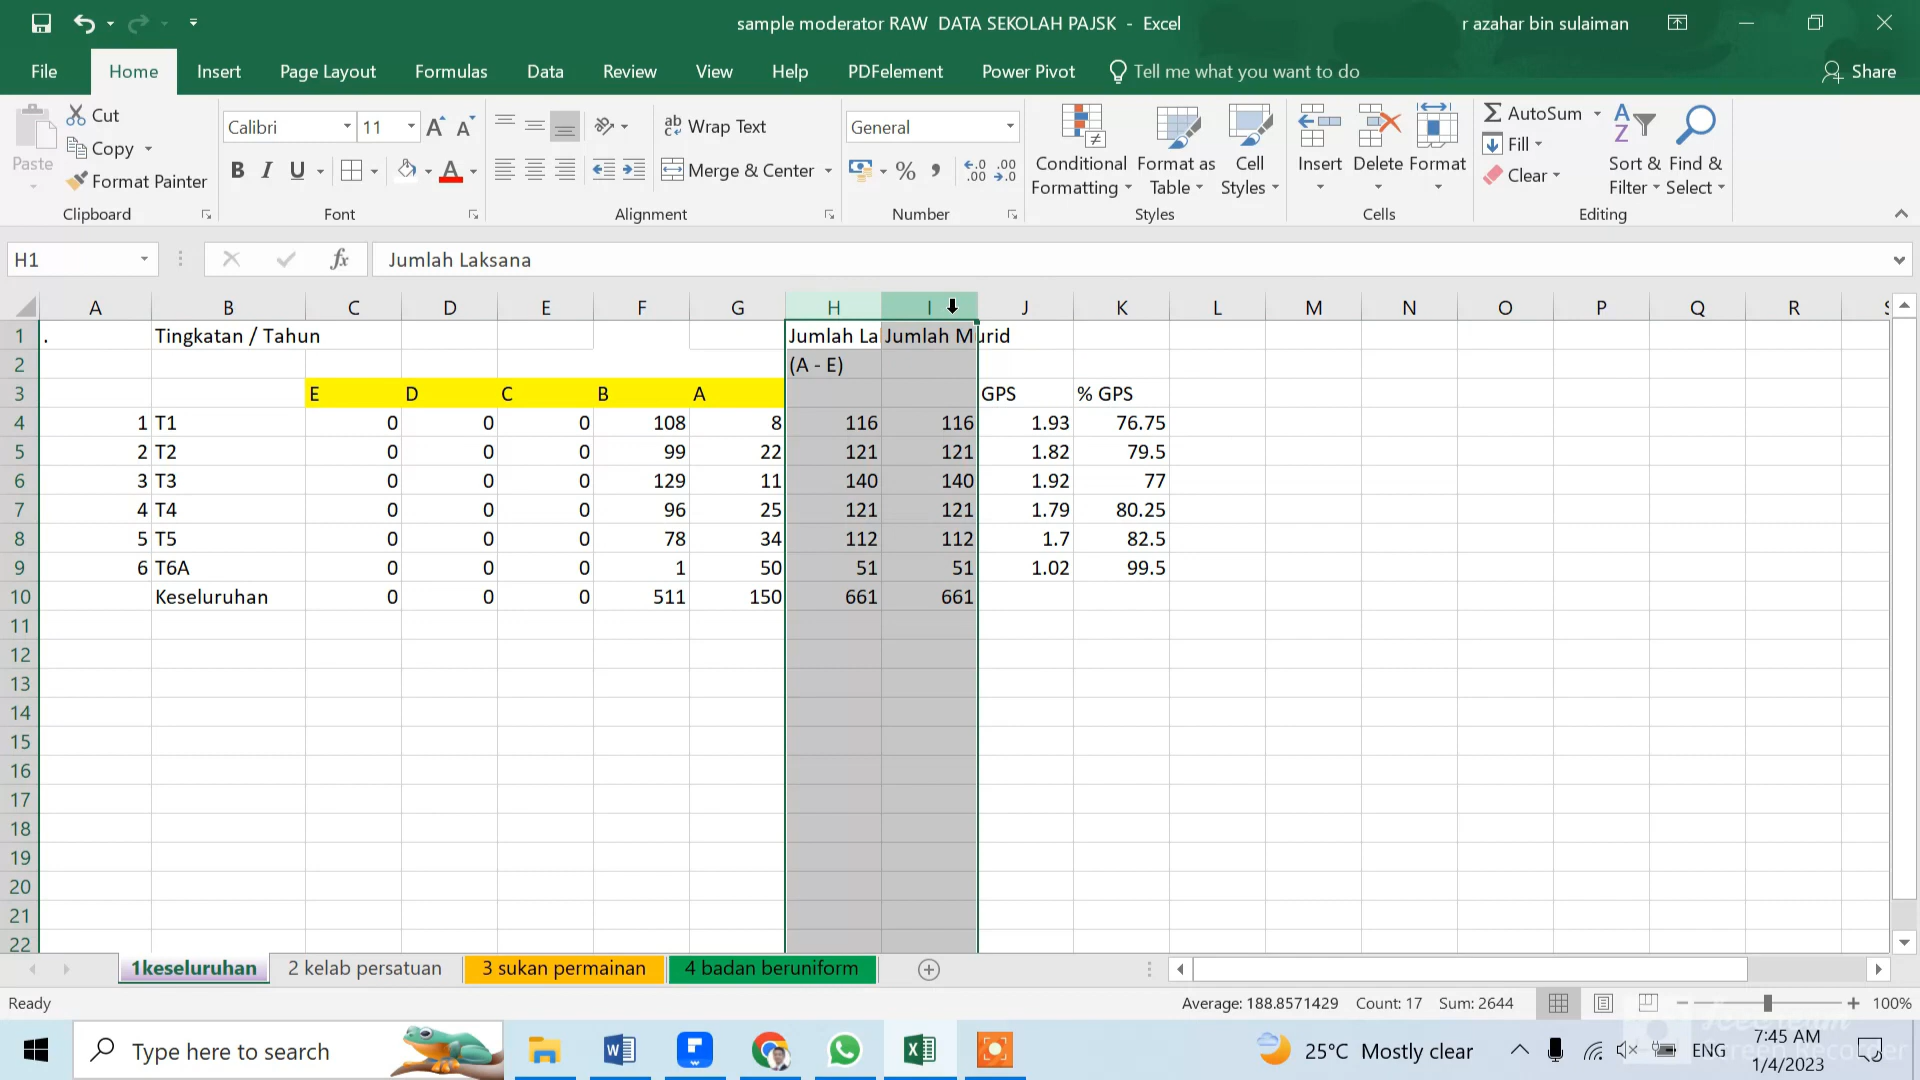 sample moderator RAW  DATA SEKOLAH PAJSK  -  Excel
r azahar bin sulaiman
File Home Insert Page Layout Formulas Data Review View Help PDFelement Power Pivot Tell me what you want to do Share
Paste
Cut
Copy
Format Painter
Clipboard
Calibri 11
B I U
Font
Wrap Text
Merge & Center
Alignment
General
Number
Conditional Formatting
Format as Table
Cell Styles
Styles
Insert
Delete
Format
Cells
AutoSum
Fill
Clear
Sort & Filter
Find & Select
Editing
H1 fx Jumlah Laksana
A B C D E F G H I J K L M N O P Q R S
1 . Tingkatan / Tahun Jumlah La Jumlah Murid
2 (A - E)
3 E D C B A GPS % GPS
4 1 T1 0 0 0 108 8 116 116 1.93 76.75
5 2 T2 0 0 0 99 22 121 121 1.82 79.5
6 3 T3 0 0 0 129 11 140 140 1.92 77
7 4 T4 0 0 0 96 25 121 121 1.79 80.25
8 5 T5 0 0 0 78 34 112 112 1.7 82.5
9 6 T6A 0 0 0 1 50 51 51 1.02 99.5
10 Keseluruhan 0 0 0 511 150 661 661
11
12
13
14
15
16
17
18
19
20
21
22
1keseluruhan 2 kelab persatuan 3 sukan permainan 4 badan beruniform
Ready Average: 188.8571429 Count: 17 Sum: 2644 100%
Type here to search 25°C Mostly clear ENG 7:45 AM
1/4/2023